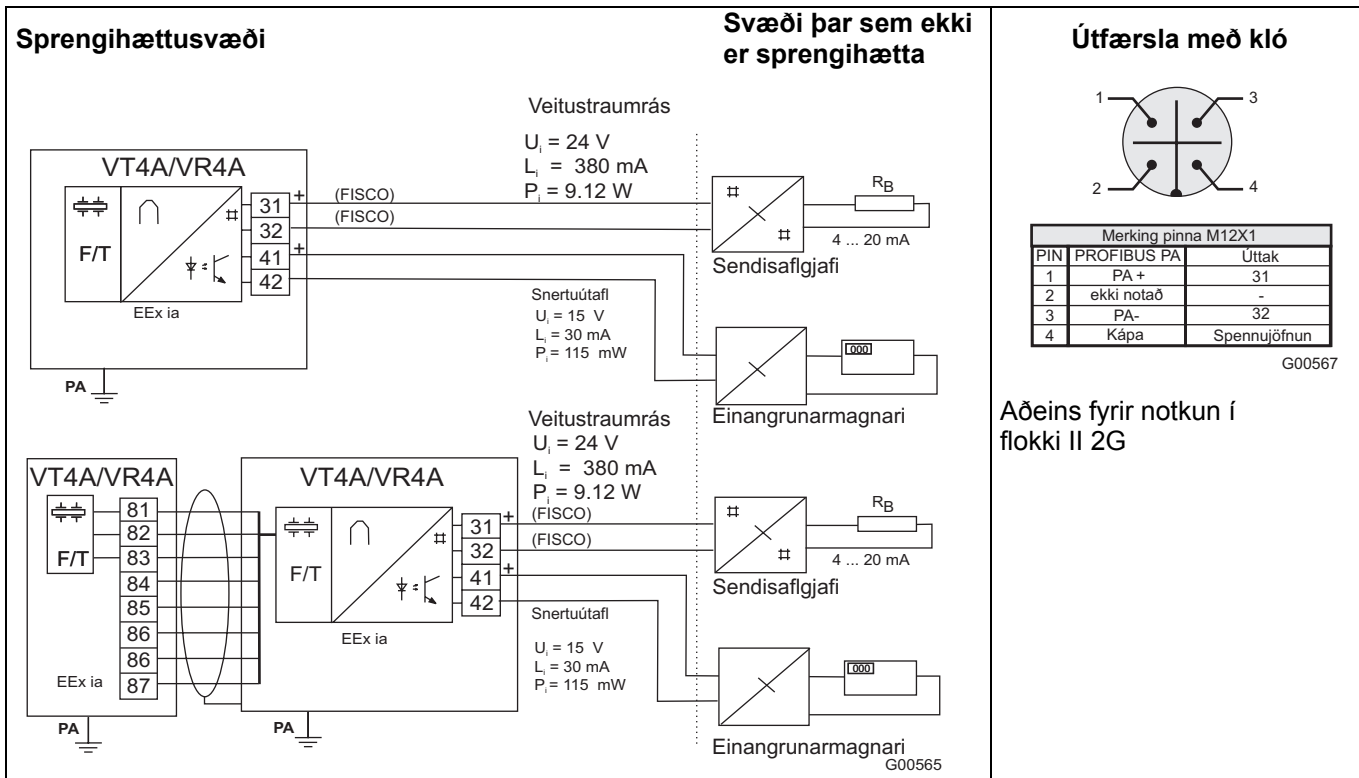 Sprengihættusvæði
Svæði þar sem ekki
er sprengihætta
Veitustraumrás
Ui = 24 V
Li = 380 mA
Pi = 9.12 W
VT4A/VR4A
F/T
EEx ia
31
32
41
42
+
+
(FISCO)
(FISCO)
PA
Snertuútafl
Ui = 15 V
Li = 30 mA
Pi = 115 mW
RB
4 ... 20 mA
Sendisaflgjafi
000
Einangrunarmagnari
VT4A/VR4A
F/T
EEx ia
81
82
83
84
85
86
86
87
PA
VT4A/VR4A
F/T
EEx ia
31
32
41
42
+
+
PA
Veitustraumrás
Ui = 24 V
Li = 380 mA
Pi = 9.12 W
(FISCO)
(FISCO)
Snertuútafl
Ui = 15 V
Li = 30 mA
Pi = 115 mW
RB
4 ... 20 mA
Sendisaflgjafi
000
Einangrunarmagnari
G00565
Útfærsla með kló
1
3
2
4
Merking pinna M12X1
PIN PROFIBUS PA Úttak
1 PA + 31
2 ekki notað -
3 PA- 32
4 Kápa Spennujöfnun
G00567
Aðeins fyrir notkun í
flokki II 2G